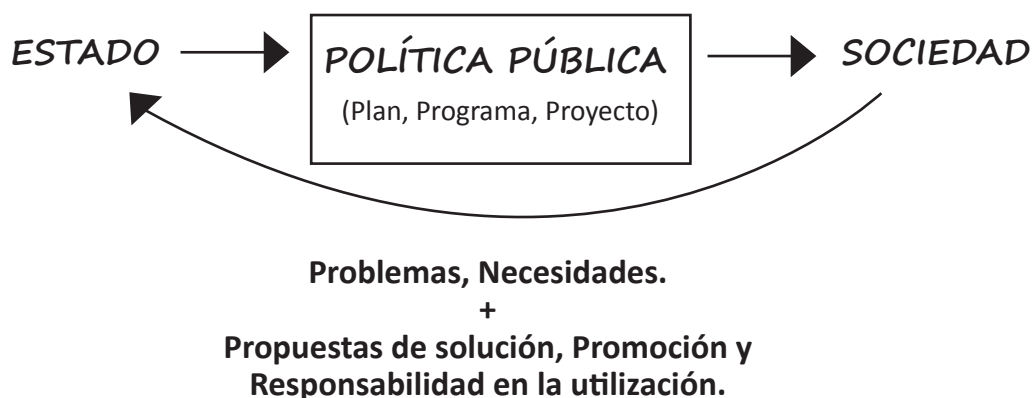 ESTADO
POLÍTICA PÚBLICA
SOCIEDAD
(Plan, Programa, Proyecto)
Problemas, Necesidades.
+
Propuestas de solución, Promoción y
Responsabilidad en la utilización.